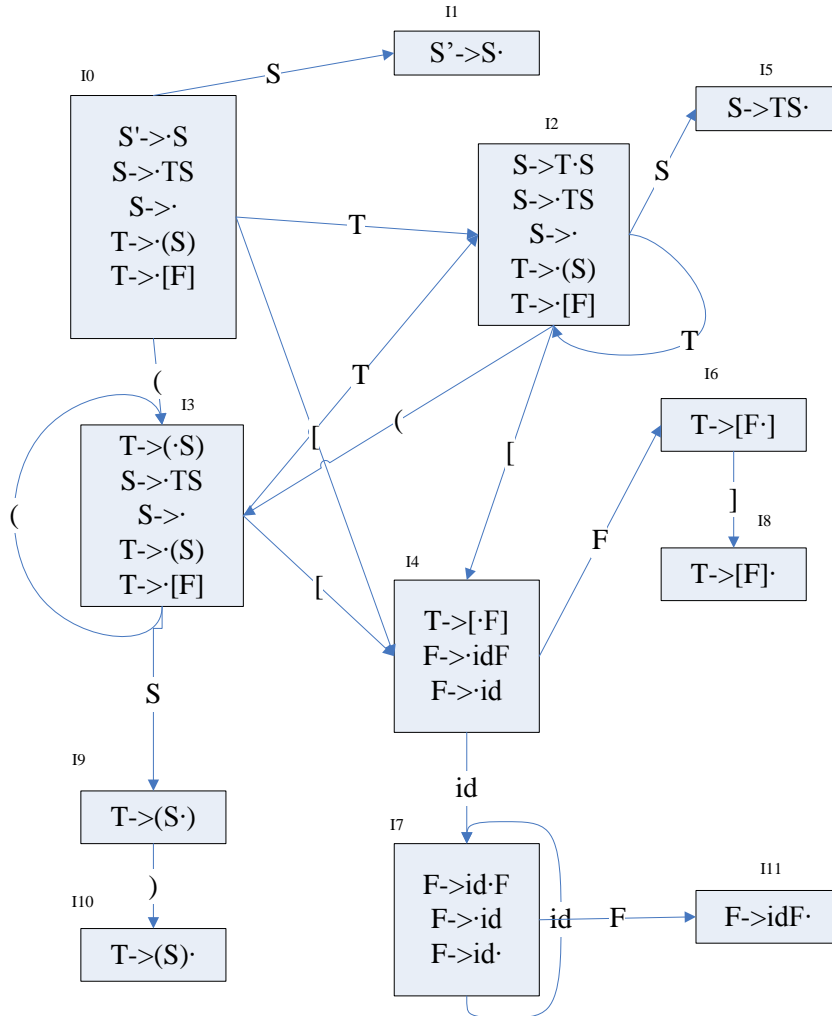 I1
S’->S·
S
I0
S'->·S
S->·TS
S->·
T->·(S)
T->·[F]
I5
S->TS·
I2
S->T·S
S->·TS
S->·
T->·(S)
T->·[F]
S
T
T
T
(
I3
T->(·S)
S->·TS
S->·
T->·(S)
T->·[F]
(
[
(
[
[
I6
T->[F·]
]
I8
T->[F]·
F
I4
T->[·F]
F->·idF
F->·id
S
id
I9
T->(S·)
)
I10
T->(S)·
I7
F->id·F
F->·id
F->id·
id
F
I11
F->idF·